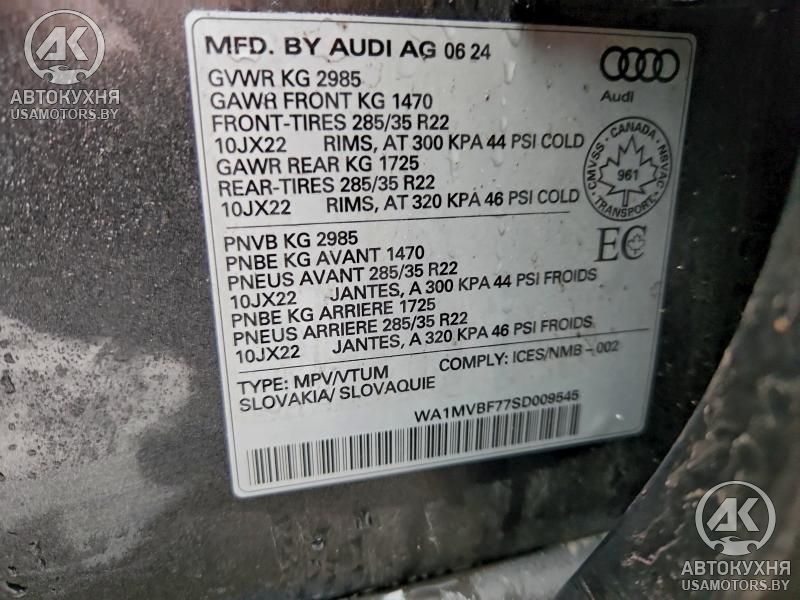 АК
АВТОКУХНЯ
USAMOTORS.BY
MFD. BY AUDI AG 06 24
Audi
GVWR KG 2985
GAWR FRONT KG 1470
FRONT-TIRES 285/35 R22
10JX22 RIMS, AT 300 KPA 44 PSI COLD
GAWR REAR KG 1725
REAR-TIRES 285/35 R22
10JX22 RIMS, AT 320 KPA 46 PSI COLD
CMVSS - CANADA - NSVAC
961
TRANSPORT
EC
PNVB KG 2985
PNBE KG AVANT 1470
PNEUS AVANT 285/35 R22
10JX22 JANTES, A 300 KPA 44 PSI FROIDS
PNBE KG ARRIERE 1725
PNEUS ARRIERE 285/35 R22
10JX22 JANTES, A 320 KPA 46 PSI FROIDS
TYPE: MPV/VTUM COMPLY: ICES/NMB-002
SLOVAKIA/ SLOVAQUIE
WA1MVBF77SD009545
АК
АВТОКУХНЯ
USAMOTORS.BY